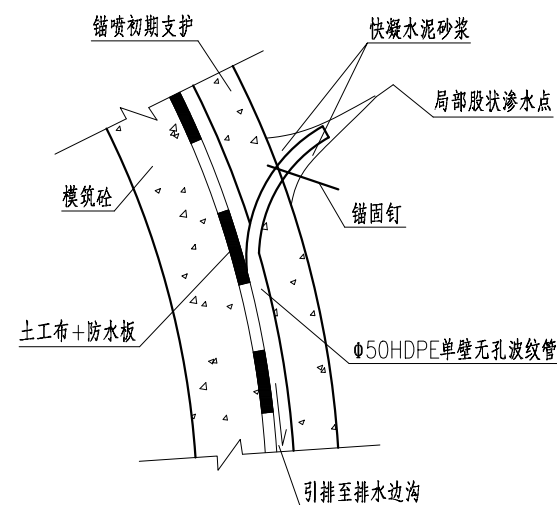 锚喷初期支护
快凝水泥砂浆
局部股状渗水点
模筑砼
锚固钉
土工布+防水板
Φ50HDPE单壁无孔波纹管
引排至排水边沟